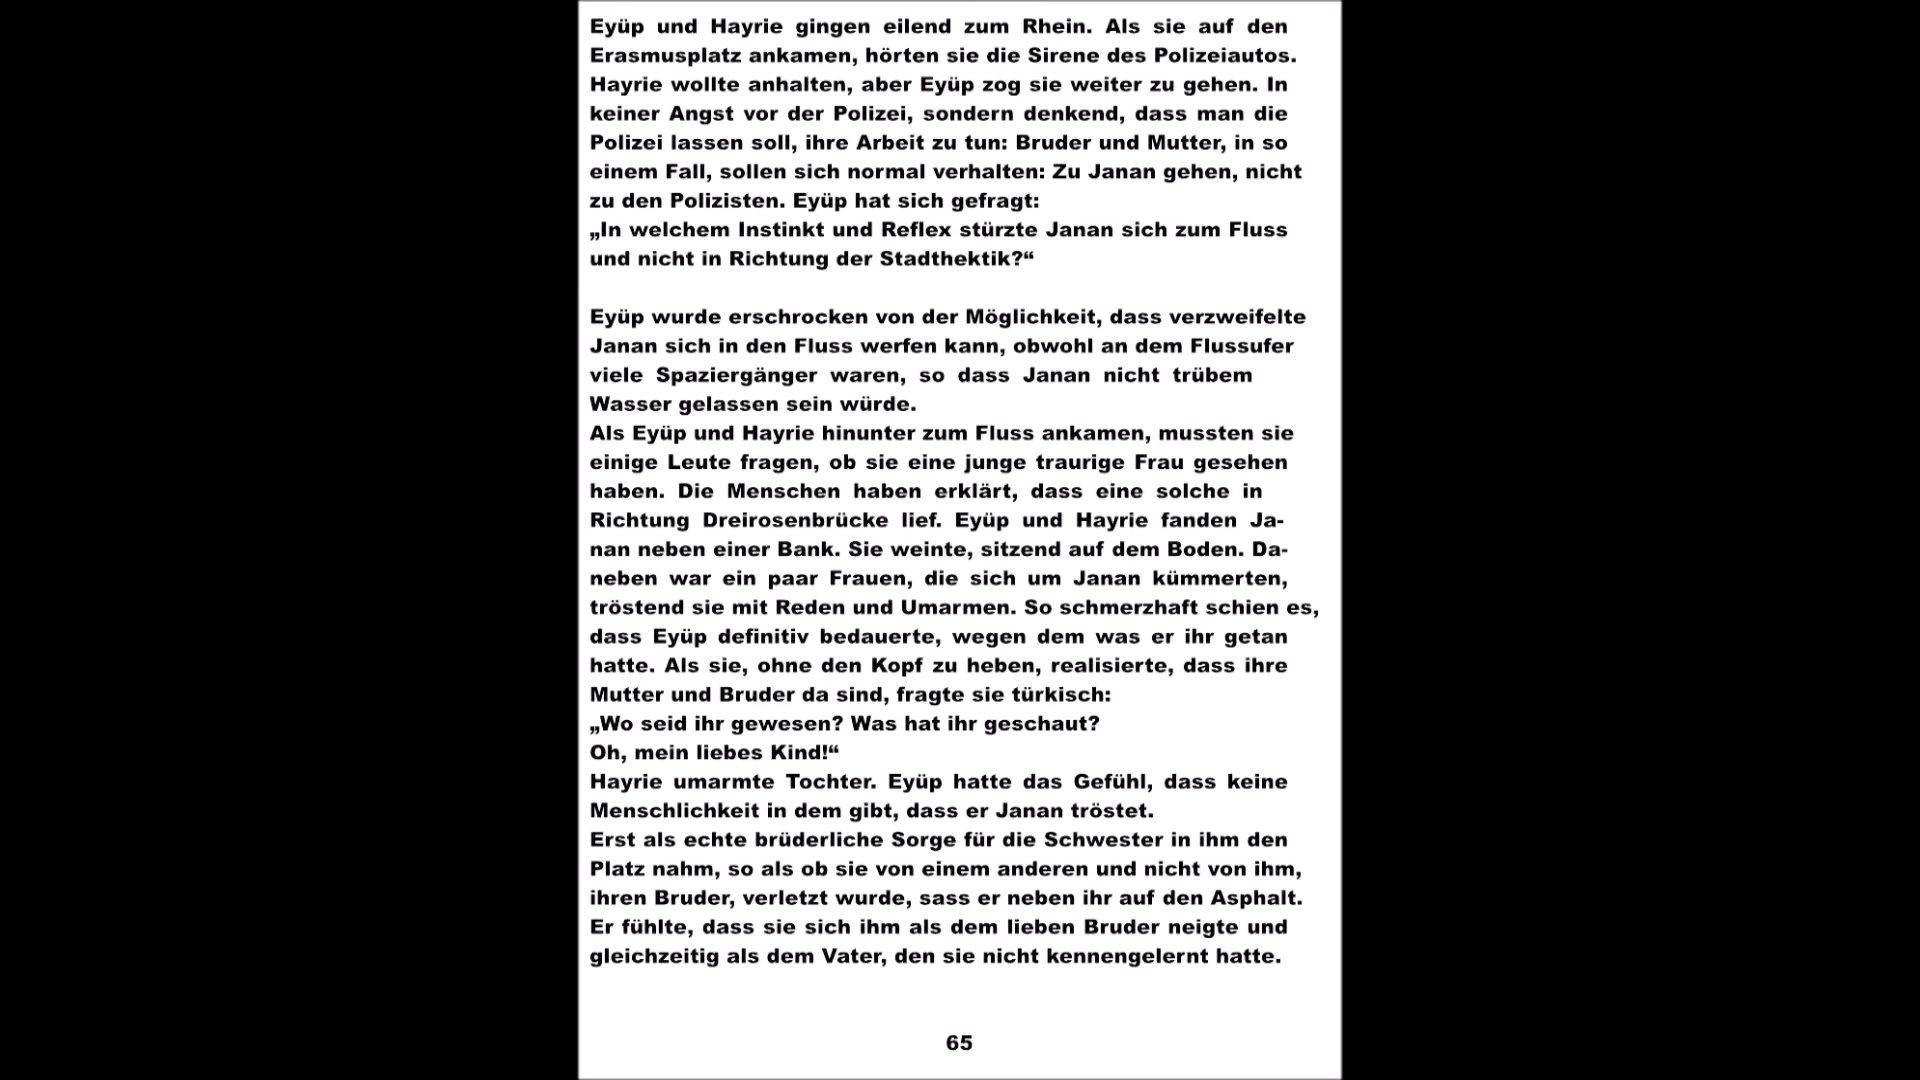 Eyüp und Hayrie gingen eilend zum Rhein. Als sie auf den
Erasmusplatz ankamen, hörten sie die Sirene des Polizeiautos.
Hayrie wollte anhalten, aber Eyüp zog sie weiter zu gehen. In
keiner Angst vor der Polizei, sondern denkend, dass man die
Polizei lassen soll, ihre Arbeit zu tun: Bruder und Mutter, in so
einem Fall, sollen sich normal verhalten: Zu Janan gehen, nicht
zu den Polizisten. Eyüp hat sich gefragt:
„In welchem Instinkt und Reflex stürzte Janan sich zum Fluss
und nicht in Richtung der Stadthektik?“
Eyüp wurde erschrocken von der Möglichkeit, dass verzweifelte
Janan sich in den Fluss werfen kann, obwohl an dem Flussufer
viele Spaziergänger waren, so dass Janan nicht trübem
Wasser gelassen sein würde.
Als Eyüp und Hayrie hinunter zum Fluss ankamen, mussten sie
einige Leute fragen, ob sie eine junge traurige Frau gesehen
haben. Die Menschen haben erklärt, dass eine solche in
Richtung Dreirosenbrücke lief. Eyüp und Hayrie fanden Ja-
nan neben einer Bank. Sie weinte, sitzend auf dem Boden. Da-
neben war ein paar Frauen, die sich um Janan kümmerten,
tröstend sie mit Reden und Umarmen. So schmerzhaft schien es,
dass Eyüp definitiv bedauerte, wegen dem was er ihr getan
hatte. Als sie, ohne den Kopf zu heben, realisierte, dass ihre
Mutter und Bruder da sind, fragte sie türkisch:
„Wo seid ihr gewesen? Was hat ihr geschaut?
Oh, mein liebes Kind!“
Hayrie umarmte Tochter. Eyüp hatte das Gefühl, dass keine
Menschlichkeit in dem gibt, dass er Janan tröstet.
Erst als echte brüderliche Sorge für die Schwester in ihm den
Platz nahm, so als ob sie von einem anderen und nicht von ihm,
ihren Bruder, verletzt wurde, sass er neben ihr auf den Asphalt.
Er fühlte, dass sie sich ihm als dem lieben Bruder neigte und
gleichzeitig als dem Vater, den sie nicht kennengelernt hatte.
65